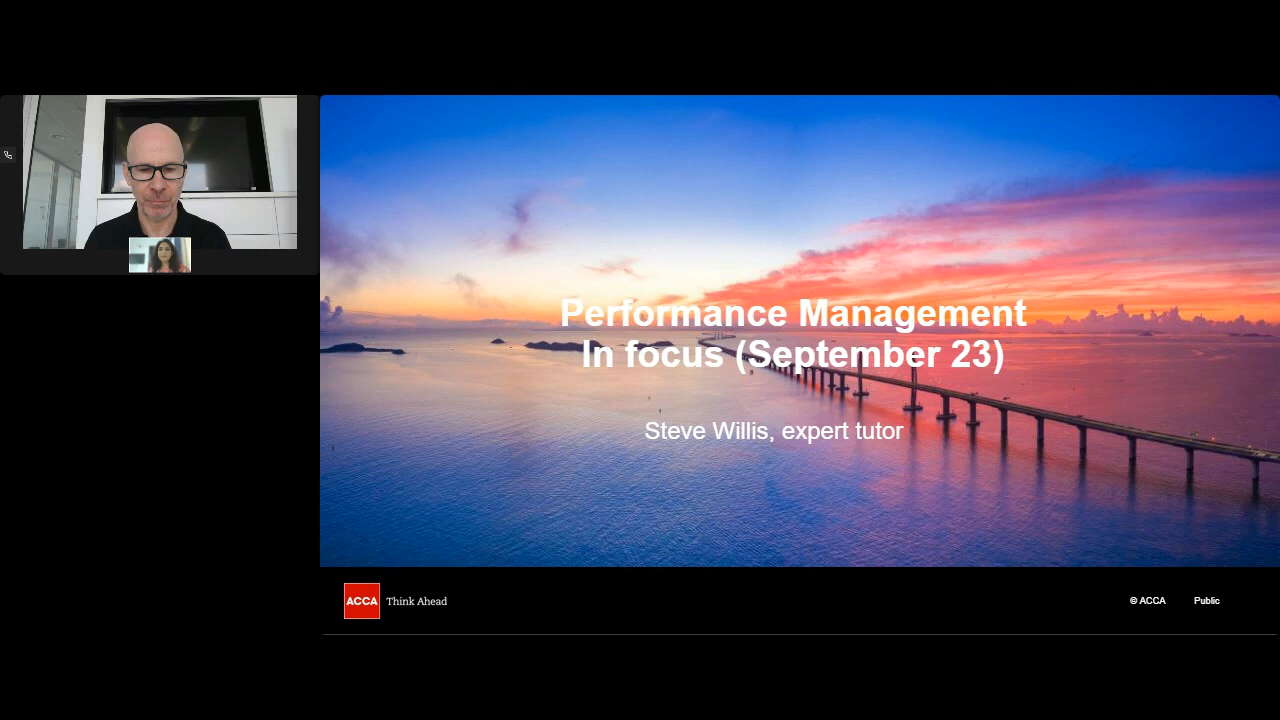 Performance Management
In focus (September 23)
Steve Willis, expert tutor
ACCA Think Ahead
© ACCA Public